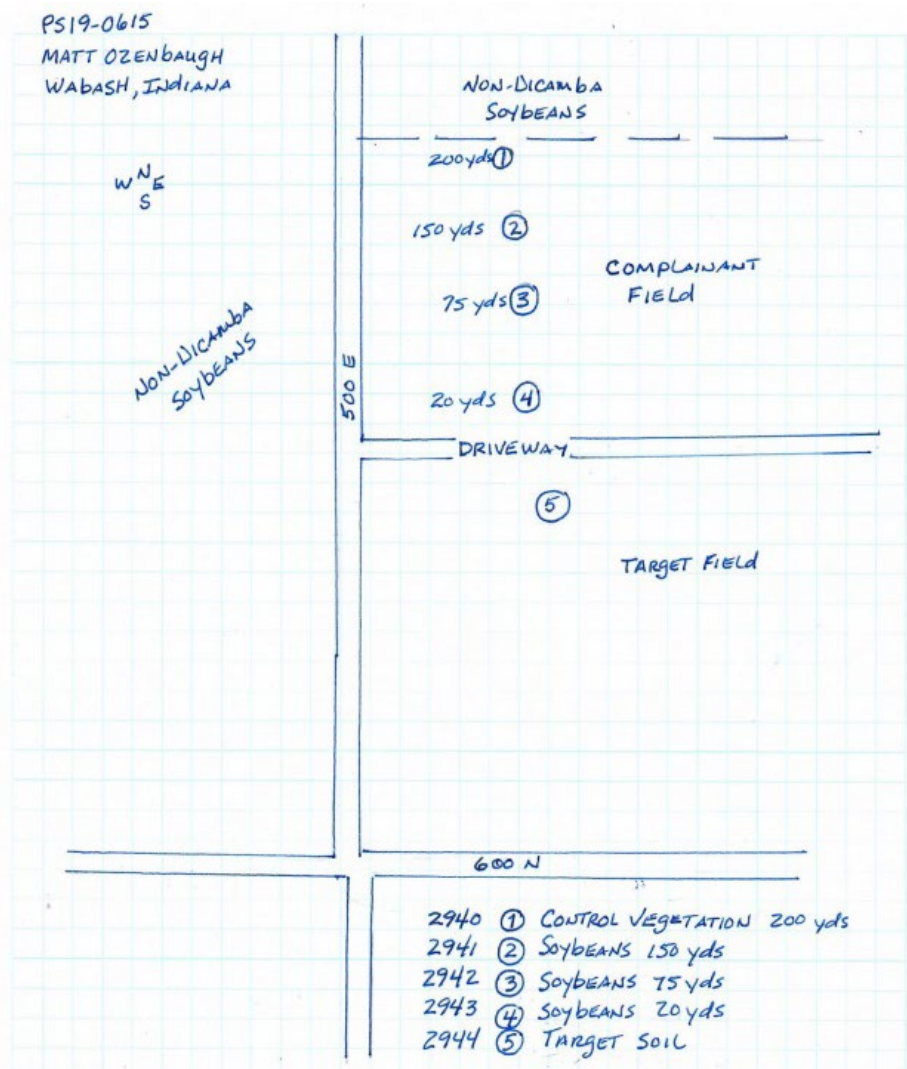 PS19-0615
MATT OZENBAUGH
WABASH, INDIANA
NON-DICAMBA
SOYBEANS
200yds ①
N
W E
S
150 yds ②
COMPLAINANT
FIELD
75 yds ③
NON-DICAMBA
SOYBEANS
500 E
20 yds ④
DRIVEWAY
⑤
TARGET FIELD
600 N
2940 ① CONTROL VEGETATION 200 yds
2941 ② SOYBEANS 150 yds
2942 ③ SOYBEANS 75 yds
2943 ④ SOYBEANS 20 yds
2944 ⑤ TARGET SOIL